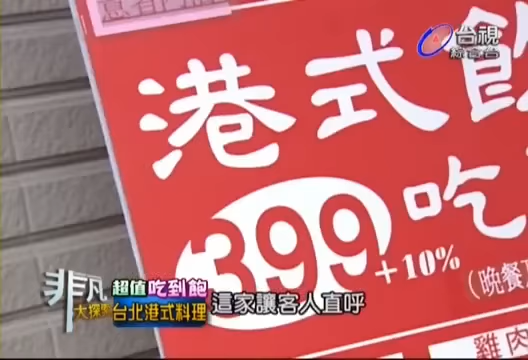 台視
綜合台
港式飲
399+10%
吃
(晚餐
雞肉
非凡
大探索
超值吃到飽
台北港式料理
這家讓客人直呼